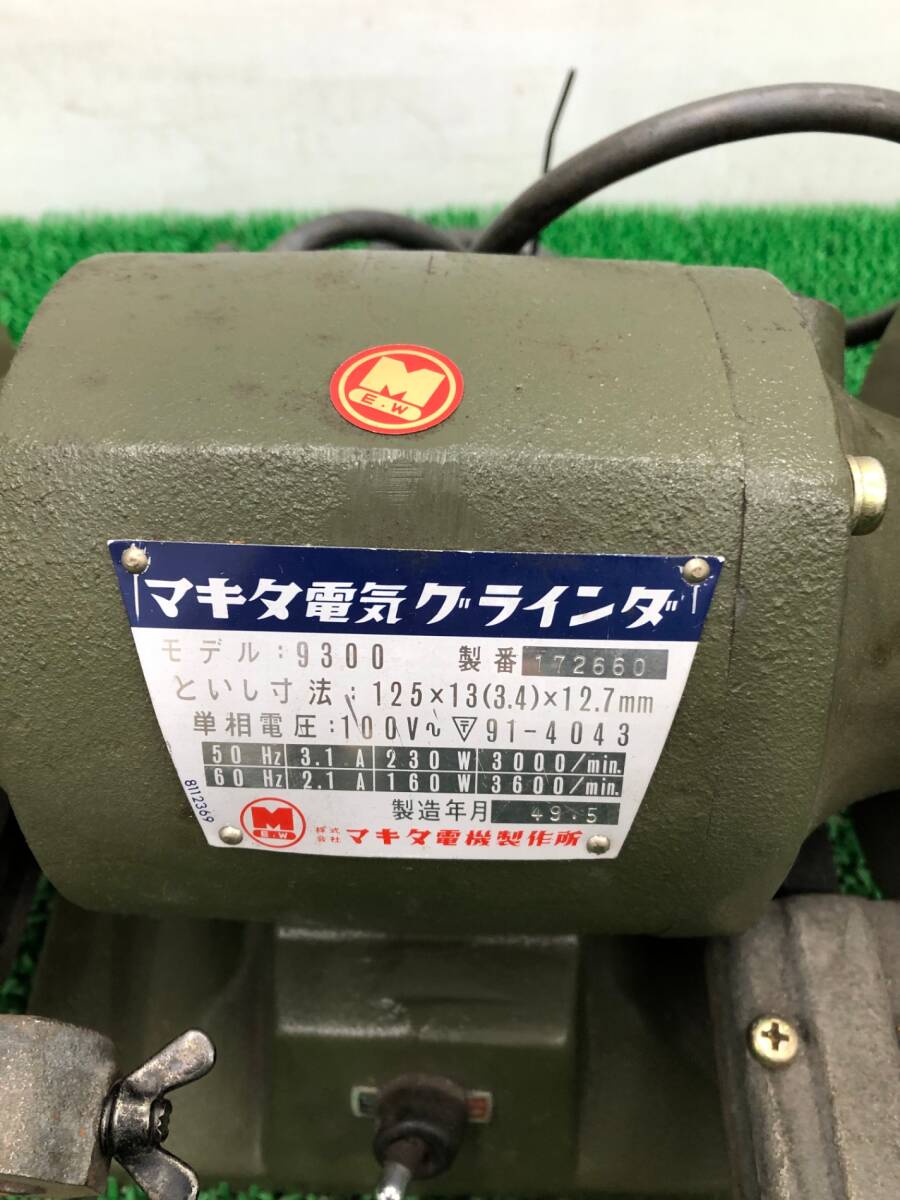 M
E.W
マキタ電気グラインダ
モデル:9300 製番 172660
といし寸法:125×13(3.4)×12.7mm
単相電圧:100V~ 91-4043
50 Hz 3.1 A 230 W 3000/min.
60 Hz 2.1 A 160 W 3600/min.
製造年月 49.5
8112369
M
E.W
株式会社 マキタ電機製作所